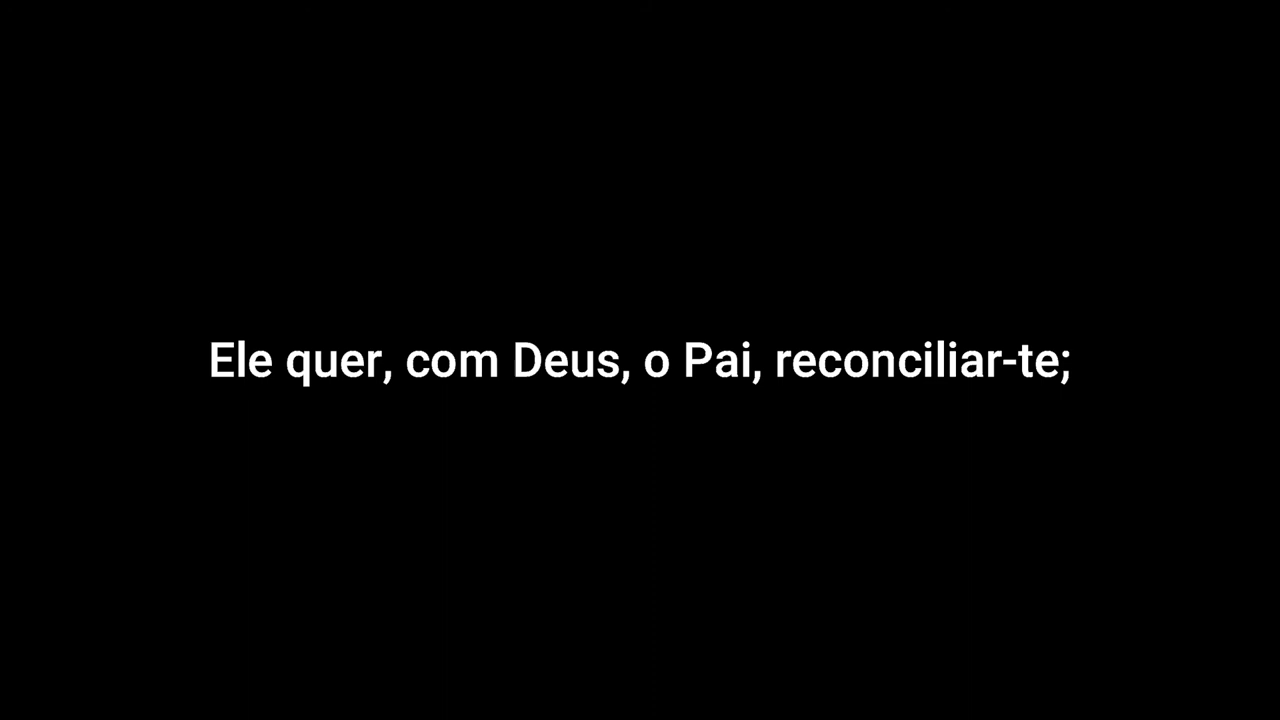 Ele quer, com Deus, o Pai, reconciliar-te;